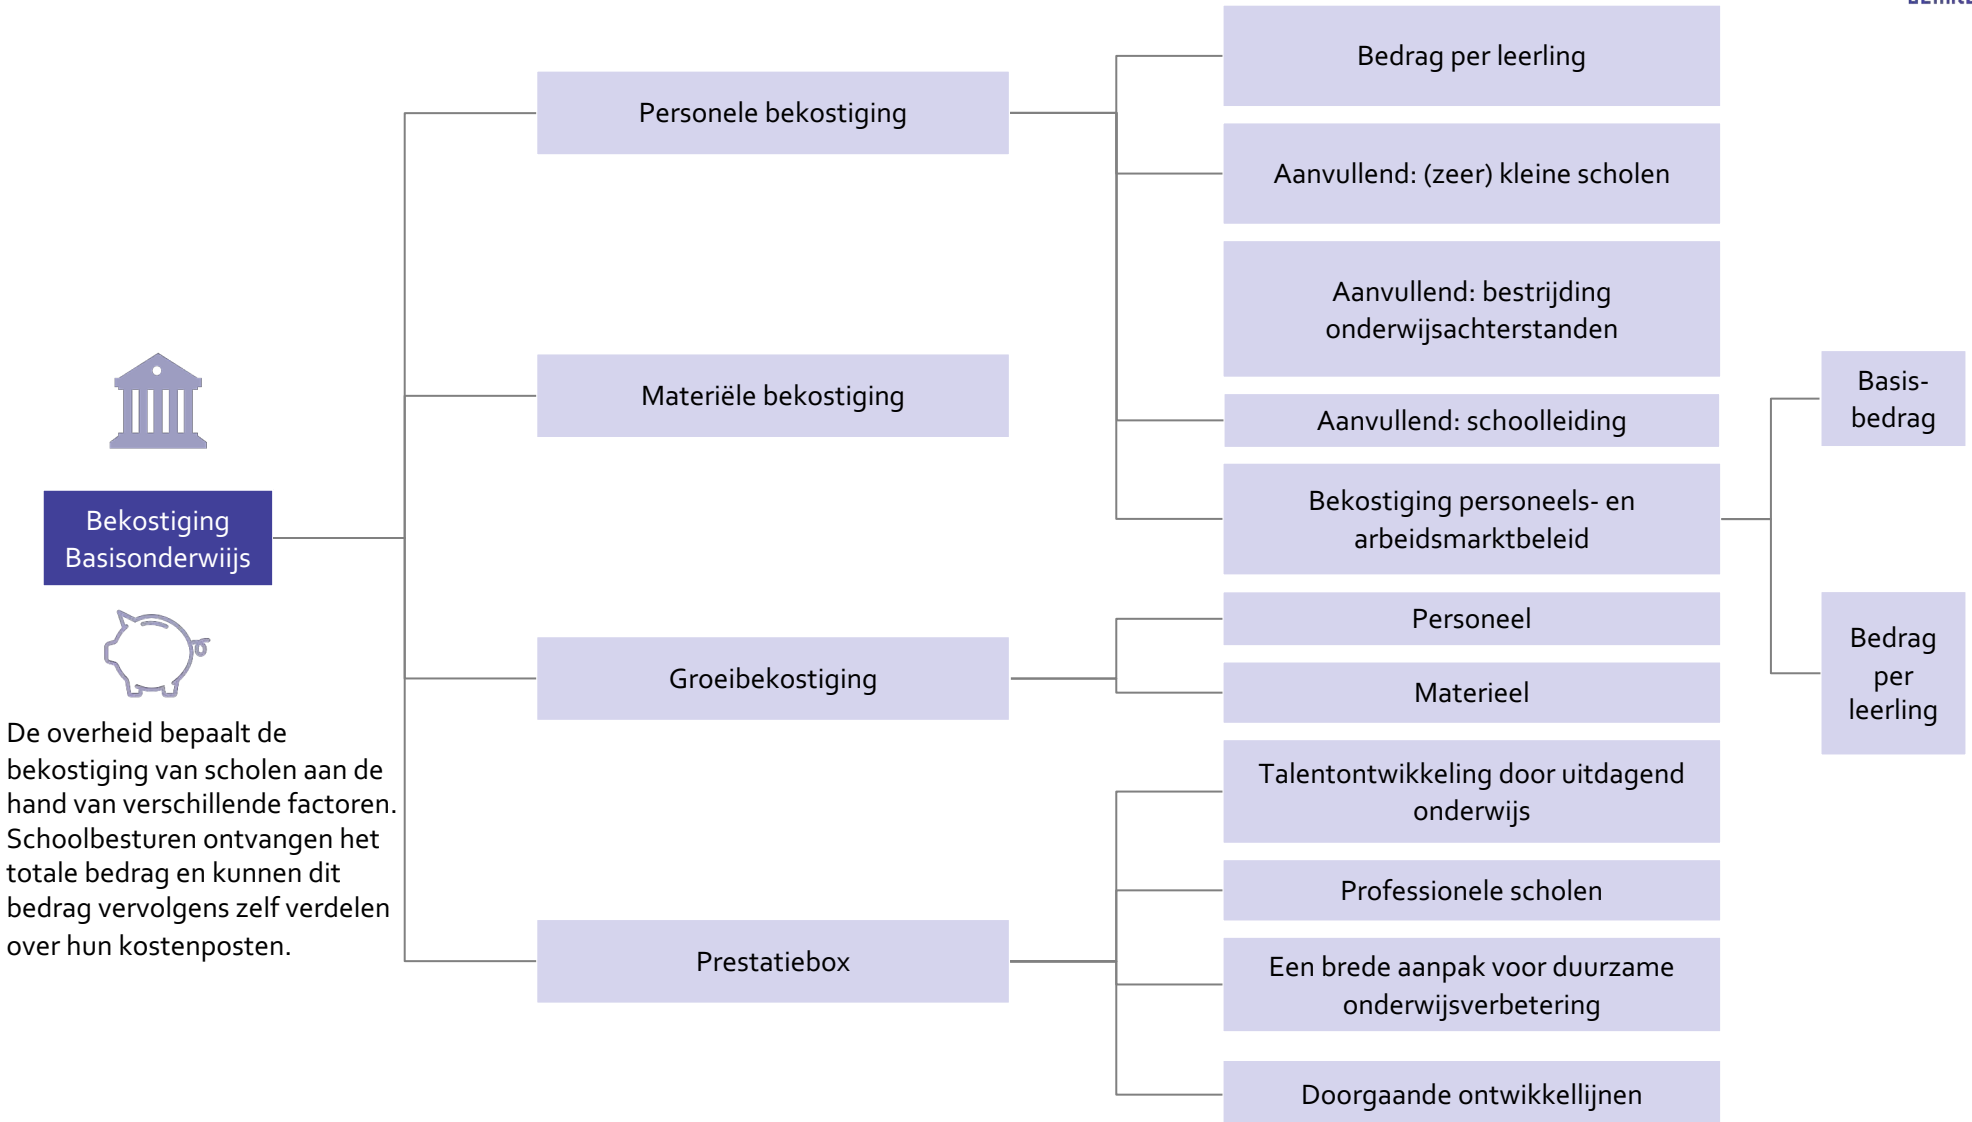 Bekostiging
Basisonderwiijs
De overheid bepaalt de
bekostiging van scholen aan de
hand van verschillende factoren.
Schoolbesturen ontvangen het
totale bedrag en kunnen dit
bedrag vervolgens zelf verdelen
over hun kostenposten.
Personele bekostiging
Materiële bekostiging
Groeibekostiging
Prestatiebox
Bedrag per leerling
Aanvullend: (zeer) kleine scholen
Aanvullend: bestrijding
onderwijsachterstanden
Aanvullend: schoolleiding
Bekostiging personeels- en
arbeidsmarktbeleid
Personeel
Materieel
Talentontwikkeling door uitdagend
onderwijs
Professionele scholen
Een brede aanpak voor duurzame
onderwijsverbetering
Doorgaande ontwikkellijnen
Basis-
bedrag
Bedrag
per
leerling